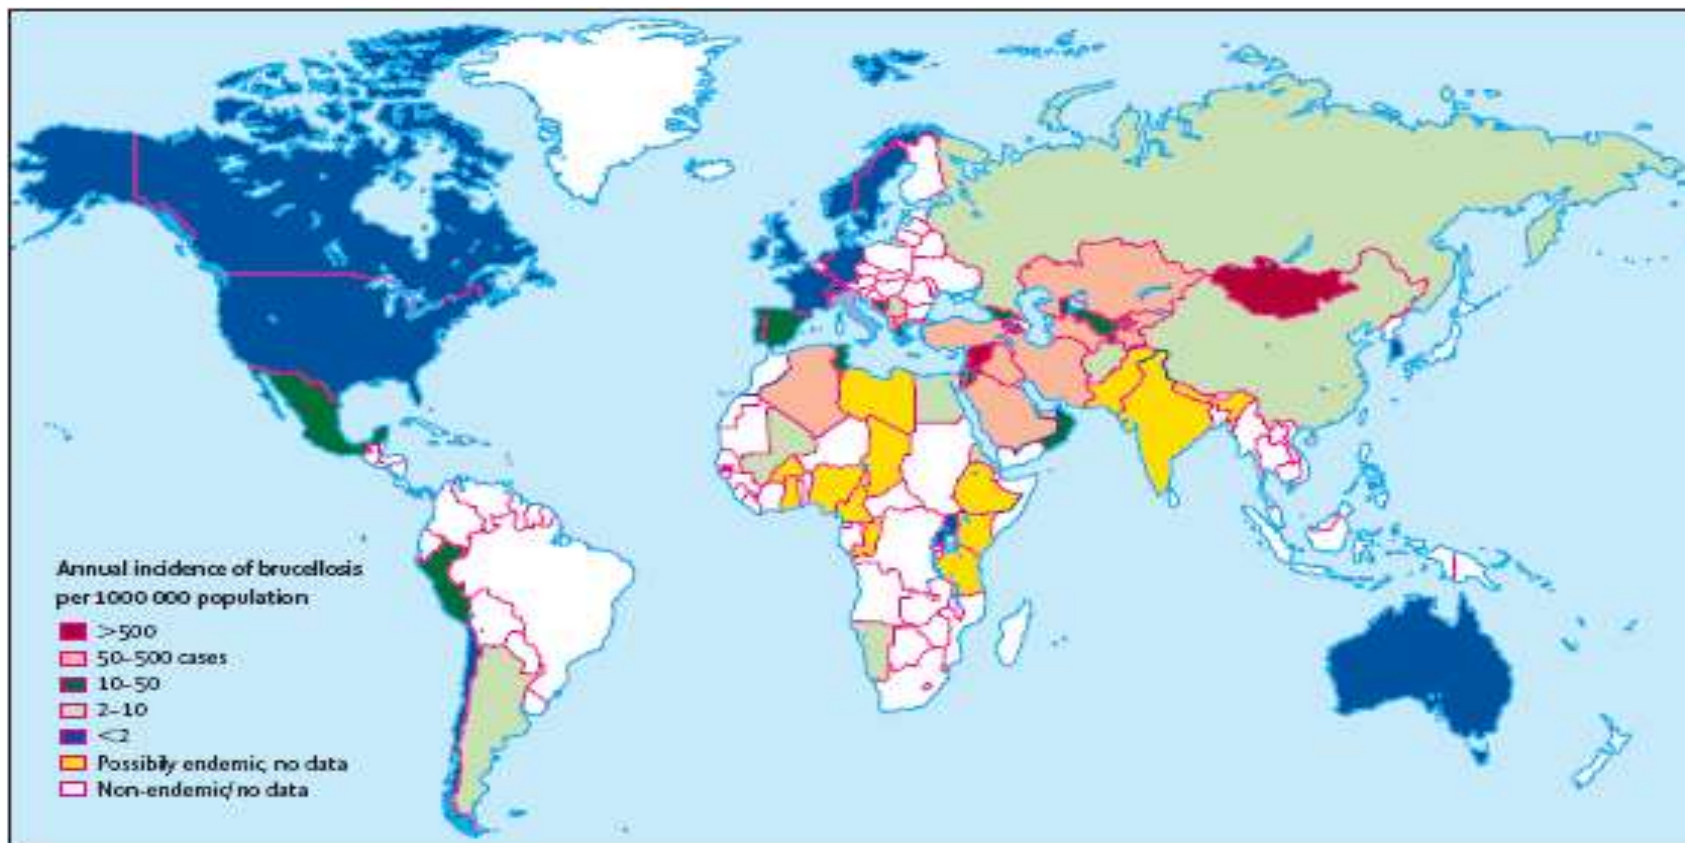 Annual incidence of brucellosis
per 1000 000 population
>500
50–500 cases
10–50
2–10
<2
Possibily endemic, no data
Non-endemic/no data